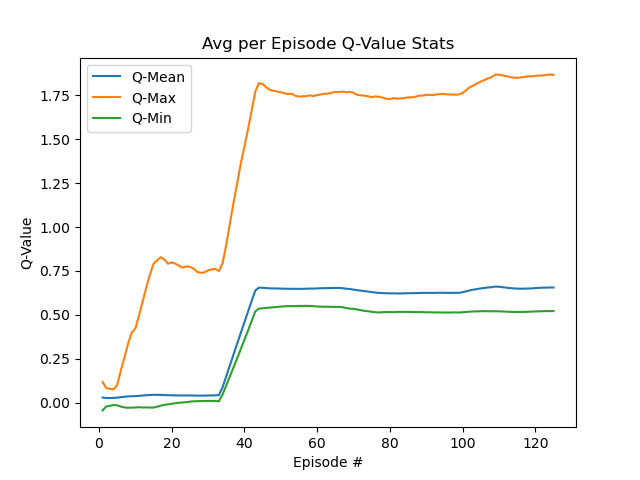 Avg per Episode Q-Value Stats
Q-Mean
Q-Max
Q-Min
Q-Value
1.75
1.50
1.25
1.00
0.75
0.50
0.25
0.00
0 20 40 60 80 100 120
Episode #